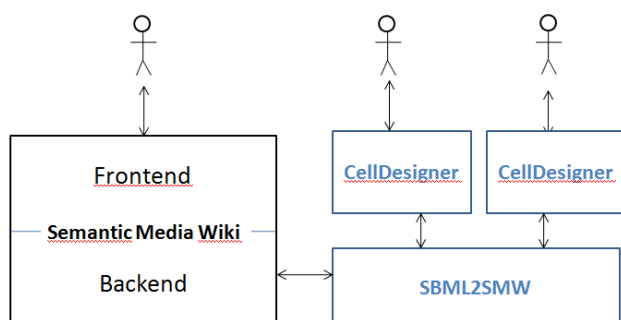 Frontend
Semantic Media Wiki
Backend
CellDesigner
CellDesigner
SBML2SMW